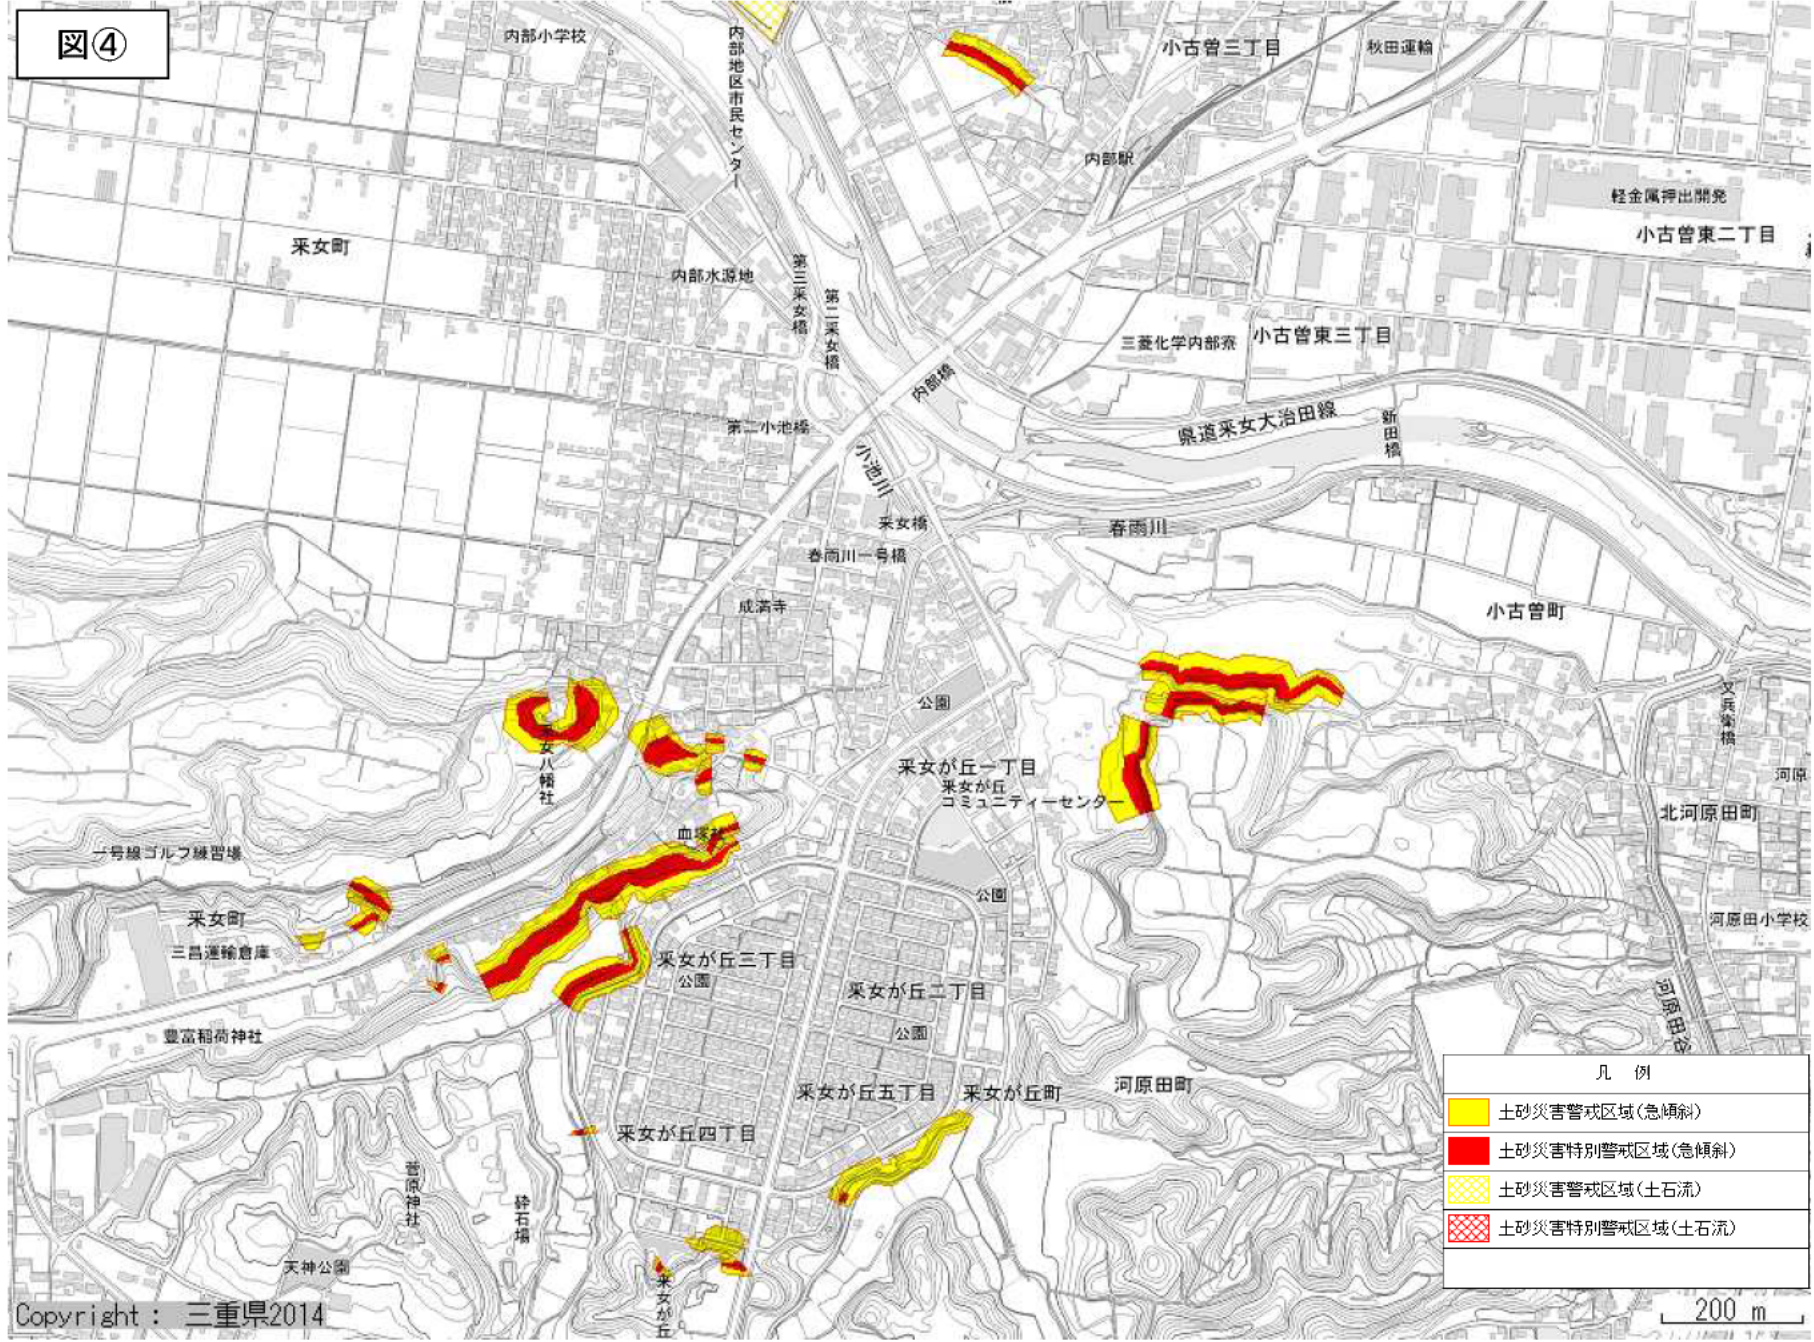 図④
内部小学校
内部地区市民センター
小古曽三丁目
秋田運輸
内部駅
軽金属押出開発
小古曽東二丁目
采女町
内部水源地
第三采女橋
第二采女橋
三菱化学内部寮
小古曽東三丁目
内部橋
県道采女大治田線
新田橋
第二小池橋
小池川
采女橋
春雨川
春雨川一号橋
成満寺
小古曽町
又兵衛橋
公園
采女八幡社
采女が丘一丁目
采女が丘
コミュニティーセンター
河原
北河原田町
血塚社
一号線ゴルフ練習場
公園
采女町
河原田小学校
三昌運輸倉庫
采女が丘三丁目
公園
采女が丘二丁目
公園
河原田谷
豊富稲荷神社
采女が丘五丁目
采女が丘町
河原田町
采女が丘四丁目
菅原神社
砕石場
天神公園
采女が丘
凡 例
土砂災害警戒区域(急傾斜)
土砂災害特別警戒区域(急傾斜)
土砂災害警戒区域(土石流)
土砂災害特別警戒区域(土石流)
Copyright： 三重県2014
200 m